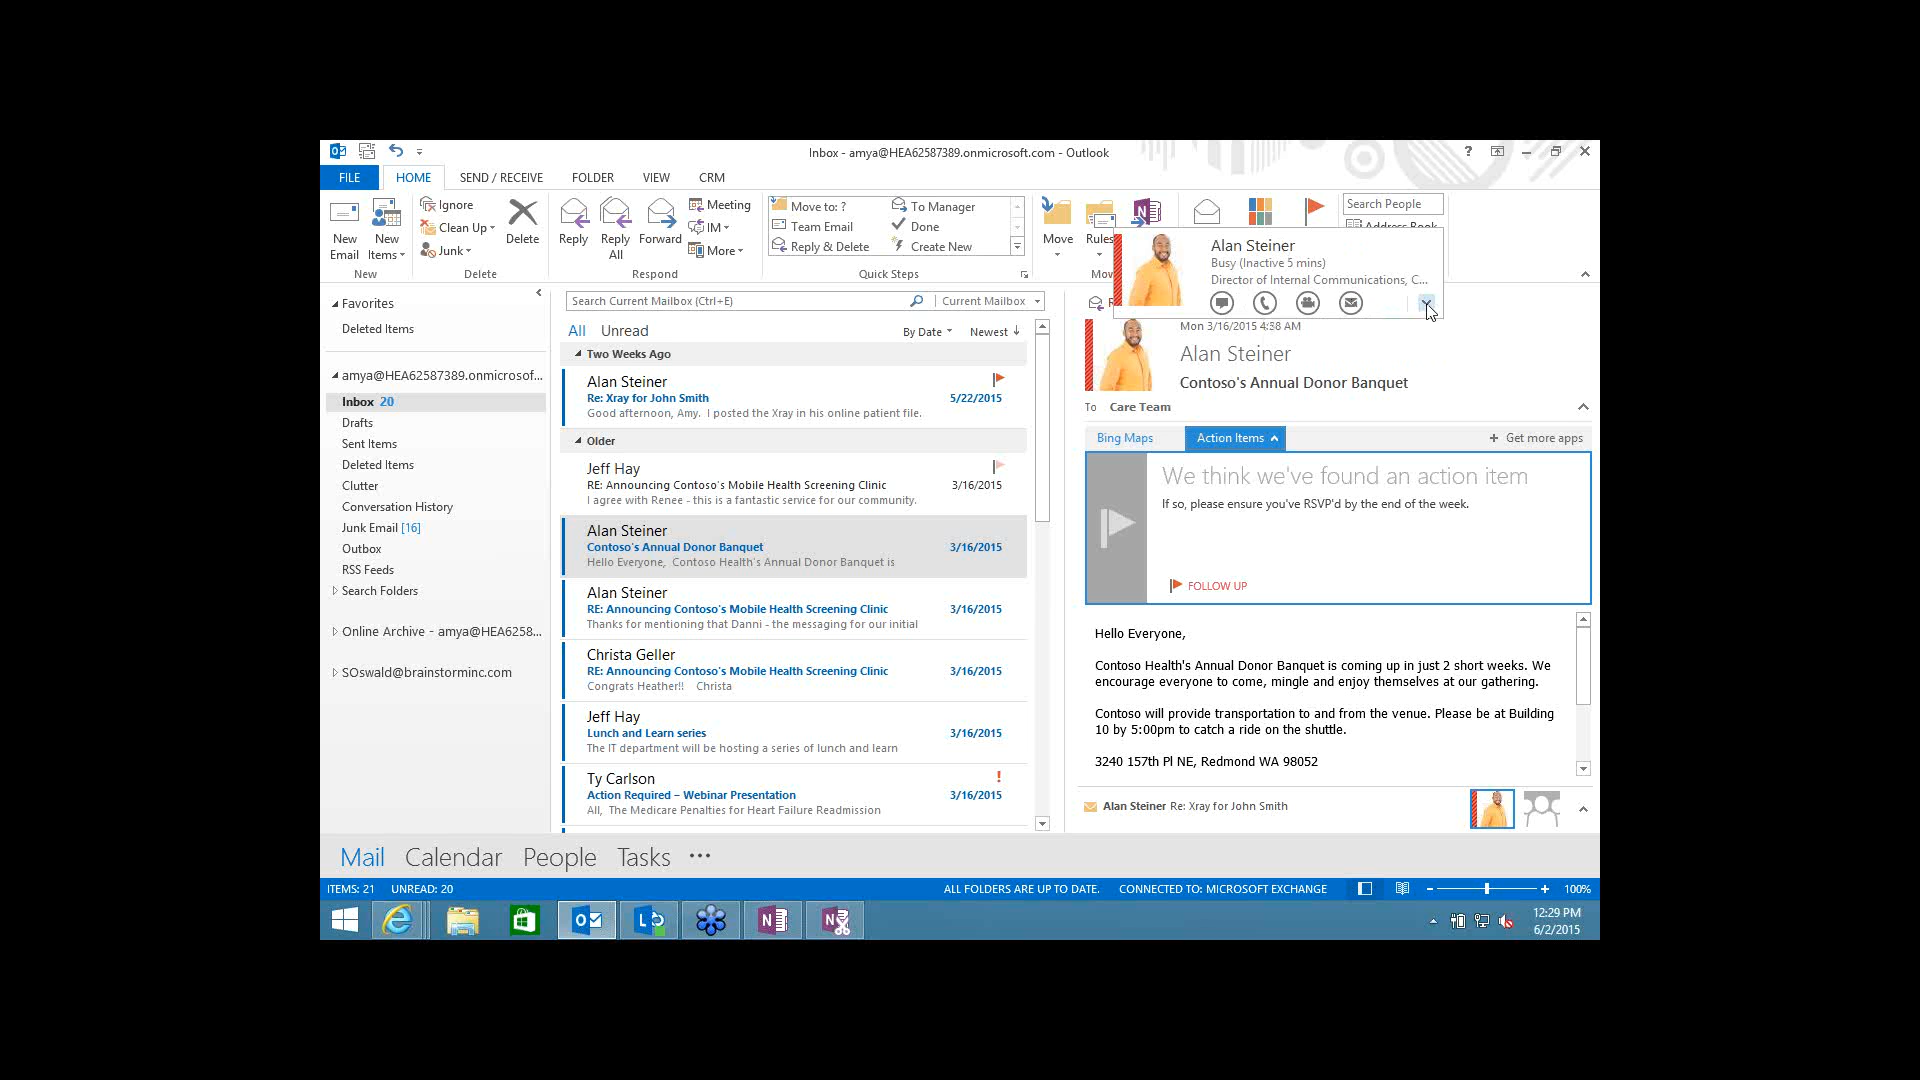 Inbox - amya@HEA62587389.onmicrosoft.com - Outlook
FILE HOME SEND / RECEIVE FOLDER VIEW CRM
New Email
New Items
New
Ignore
Clean Up
Junk
Delete
Delete
Reply
Reply All
Forward
Meeting
IM
More
Respond
Move to: ?
Team Email
Reply & Delete
To Manager
Done
Create New
Quick Steps
Move
Rules
Search People
Address Book
Alan Steiner
Busy (Inactive 5 mins)
Director of Internal Communications, C...
Favorites
Deleted Items
amya@HEA62587389.onmicrosof...
Inbox 20
Drafts
Sent Items
Deleted Items
Clutter
Conversation History
Junk Email [16]
Outbox
RSS Feeds
Search Folders
Online Archive - amya@HEA6258...
SOswald@brainstorminc.com
Search Current Mailbox (Ctrl+E) Current Mailbox
All Unread By Date Newest
Two Weeks Ago
Alan Steiner
Re: Xray for John Smith 5/22/2015
Good afternoon, Amy. I posted the Xray in his online patient file.
Older
Jeff Hay
RE: Announcing Contoso's Mobile Health Screening Clinic 3/16/2015
I agree with Renee - this is a fantastic service for our community.
Alan Steiner
Contoso's Annual Donor Banquet 3/16/2015
Hello Everyone, Contoso Health's Annual Donor Banquet is
Alan Steiner
RE: Announcing Contoso's Mobile Health Screening Clinic 3/16/2015
Thanks for mentioning that Danni - the messaging for our initial
Christa Geller
RE: Announcing Contoso's Mobile Health Screening Clinic 3/16/2015
Congrats Heather!! Christa
Jeff Hay
Lunch and Learn series 3/16/2015
The IT department will be hosting a series of lunch and learn
Ty Carlson
Action Required – Webinar Presentation 3/16/2015
All, The Medicare Penalties for Heart Failure Readmission
Mon 3/16/2015 4:38 AM
Alan Steiner
Contoso's Annual Donor Banquet
To Care Team
Bing Maps Action Items + Get more apps
We think we've found an action item
If so, please ensure you've RSVP'd by the end of the week.
FOLLOW UP
Hello Everyone,
Contoso Health's Annual Donor Banquet is coming up in just 2 short weeks. We
encourage everyone to come, mingle and enjoy themselves at our gathering.
Contoso will provide transportation to and from the venue. Please be at Building
10 by 5:00pm to catch a ride on the shuttle.
3240 157th Pl NE, Redmond WA 98052
Alan Steiner Re: Xray for John Smith
Mail Calendar People Tasks ···
ITEMS: 21 UNREAD: 20 ALL FOLDERS ARE UP TO DATE. CONNECTED TO: MICROSOFT EXCHANGE 100%
12:29 PM
6/2/2015